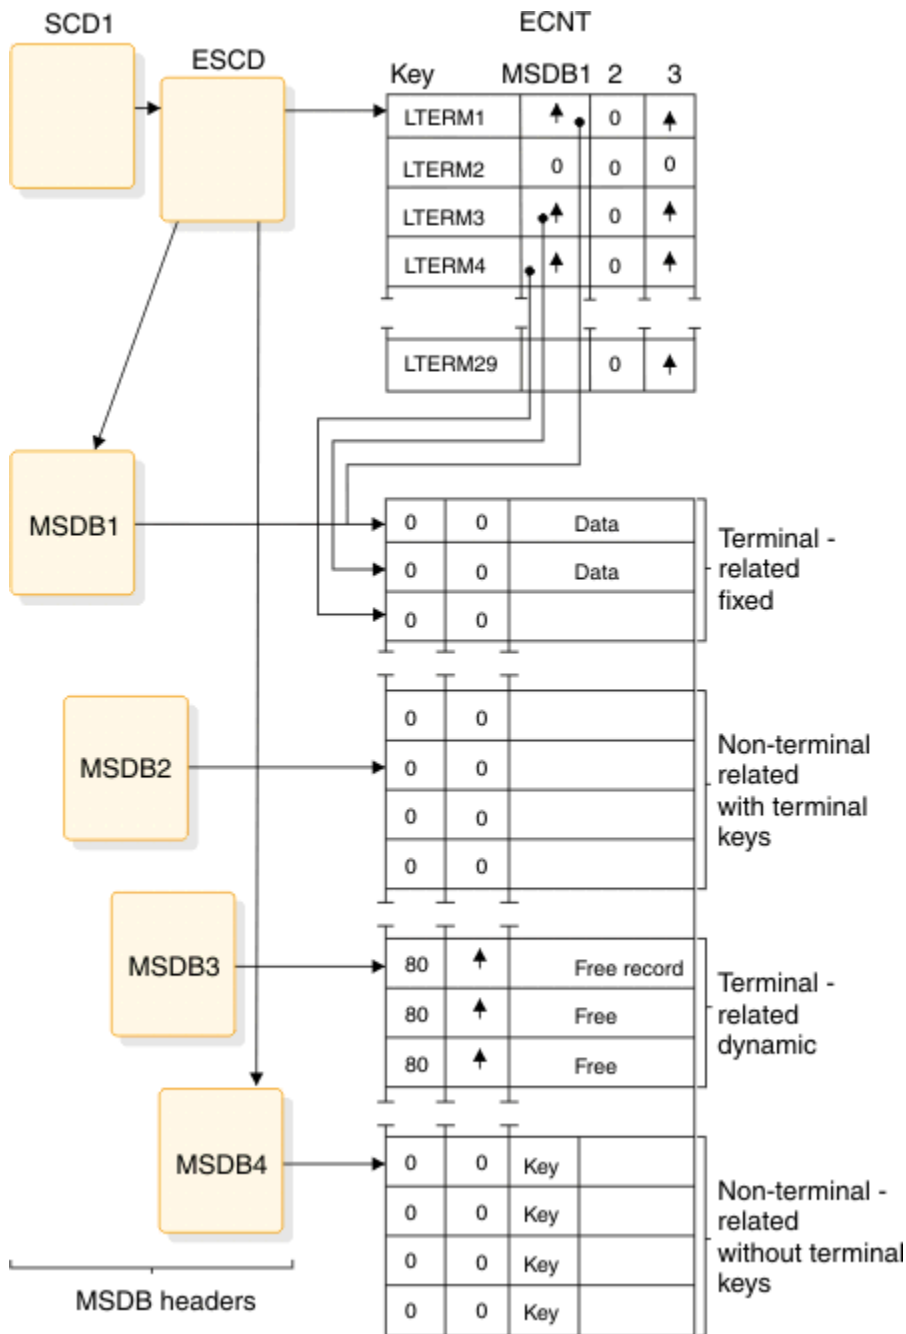 SCD1
ESCD
ECNT
Key MSDB1 2 3
LTERM1 0
LTERM2 0 0 0
LTERM3 0
LTERM4 0
LTERM29 0
MSDB1
0 0 Data
0 0 Data
0 0
Terminal -
related
fixed
MSDB2
0 0
0 0
0 0
0 0
Non-terminal
related
with terminal
keys
MSDB3
80 Free record
80 Free
80 Free
Terminal -
related
dynamic
MSDB4
0 0 Key
0 0 Key
0 0 Key
0 0 Key
Non-terminal -
related
without terminal
keys
MSDB headers